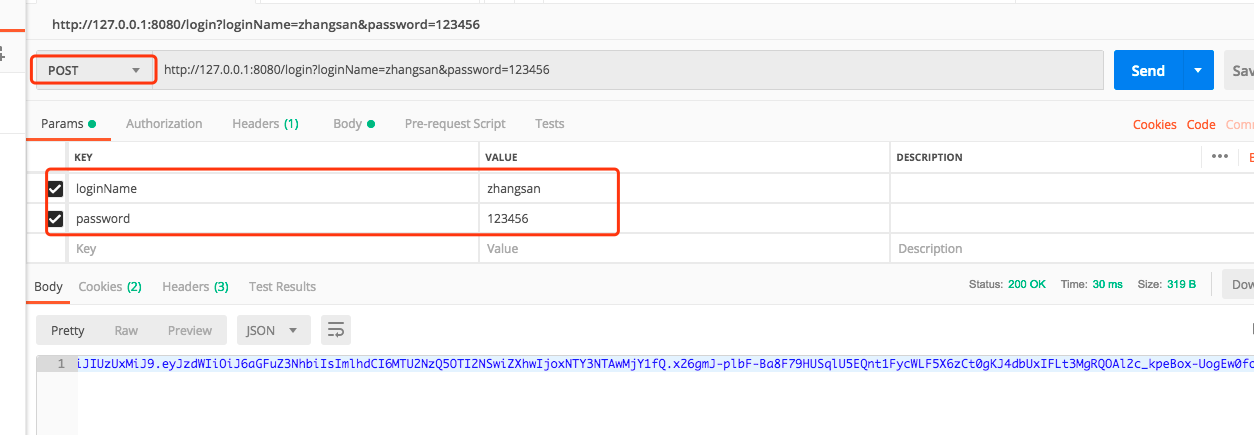 http://127.0.0.1:8080/login?loginName=zhangsan&password=123456
POST http://127.0.0.1:8080/login?loginName=zhangsan&password=123456 Send Sav
Params Authorization Headers (1) Body Pre-request Script Tests Cookies Code Comm
KEY VALUE DESCRIPTION •••
loginName zhangsan
password 123456
Key Value Description
Body Cookies (2) Headers (3) Test Results Status: 200 OK Time: 30 ms Size: 319 B Dow
Pretty Raw Preview JSON
1 iJIUzUxMiJ9.eyJzdWIiOiJ6aGFuZ3NhbiIsImlhdCI6MTU2NzQ5OTI2NSwiZXhwIjoxNTY3NTAwMjY1fQ.x26gmJ-plbF-Ba8F79HUSqlU5EQnt1FycWLF5X6zCt0gKJ4dbUxIFLt3MgRQOAl2c_kpeBox-UogEw0fc